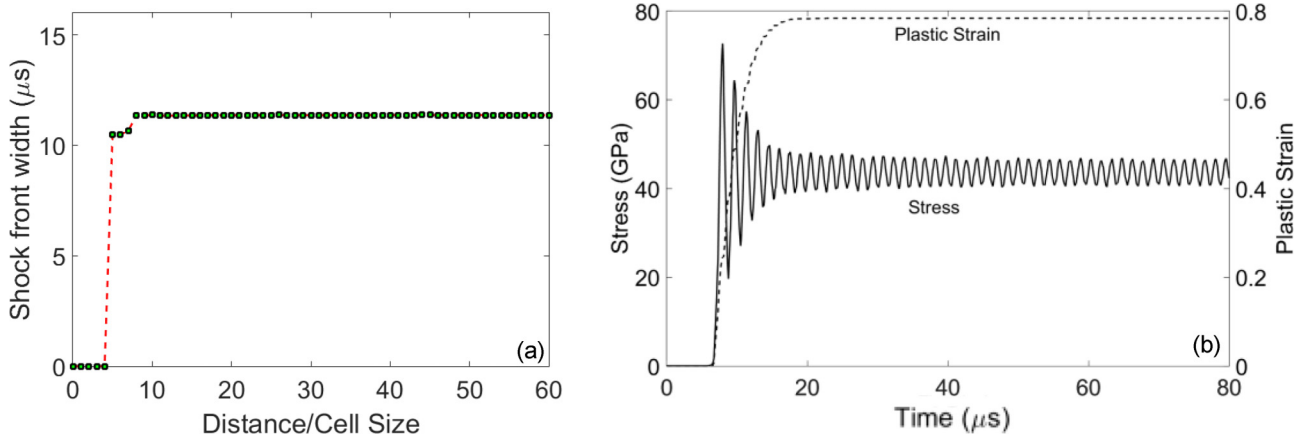 Shock front width (μs)
15
10
5
0
0 10 20 30 40 50 60
Distance/Cell Size
(a)
Stress (GPa)
80
60
40
20
0
0 20 40 60 80
Time (μs)
Plastic Strain
Stress
(b)
0.8
0.6
0.4
0.2
0
Plastic Strain